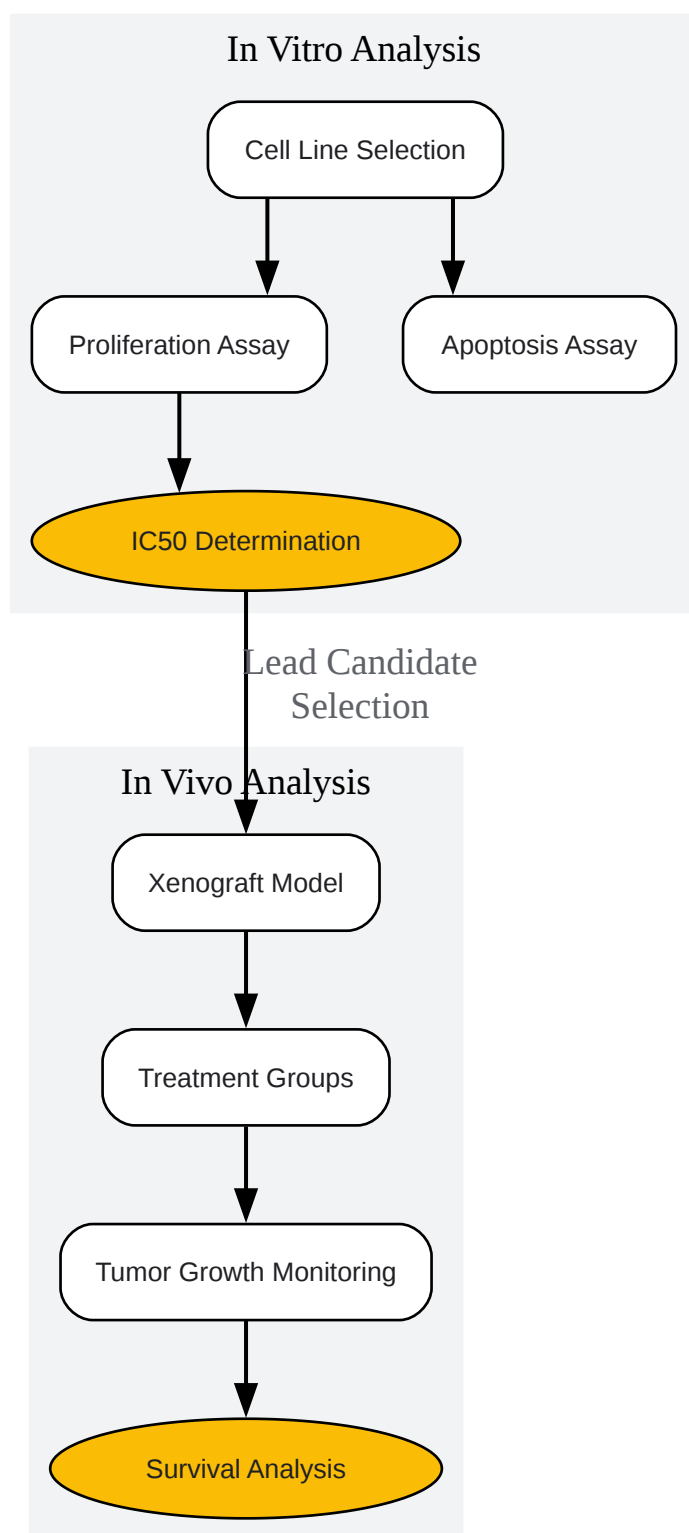 In Vitro Analysis
Cell Line Selection
Proliferation Assay
Apoptosis Assay
IC50 Determination
Lead Candidate
Selection
In Vivo Analysis
Xenograft Model
Treatment Groups
Tumor Growth Monitoring
Survival Analysis